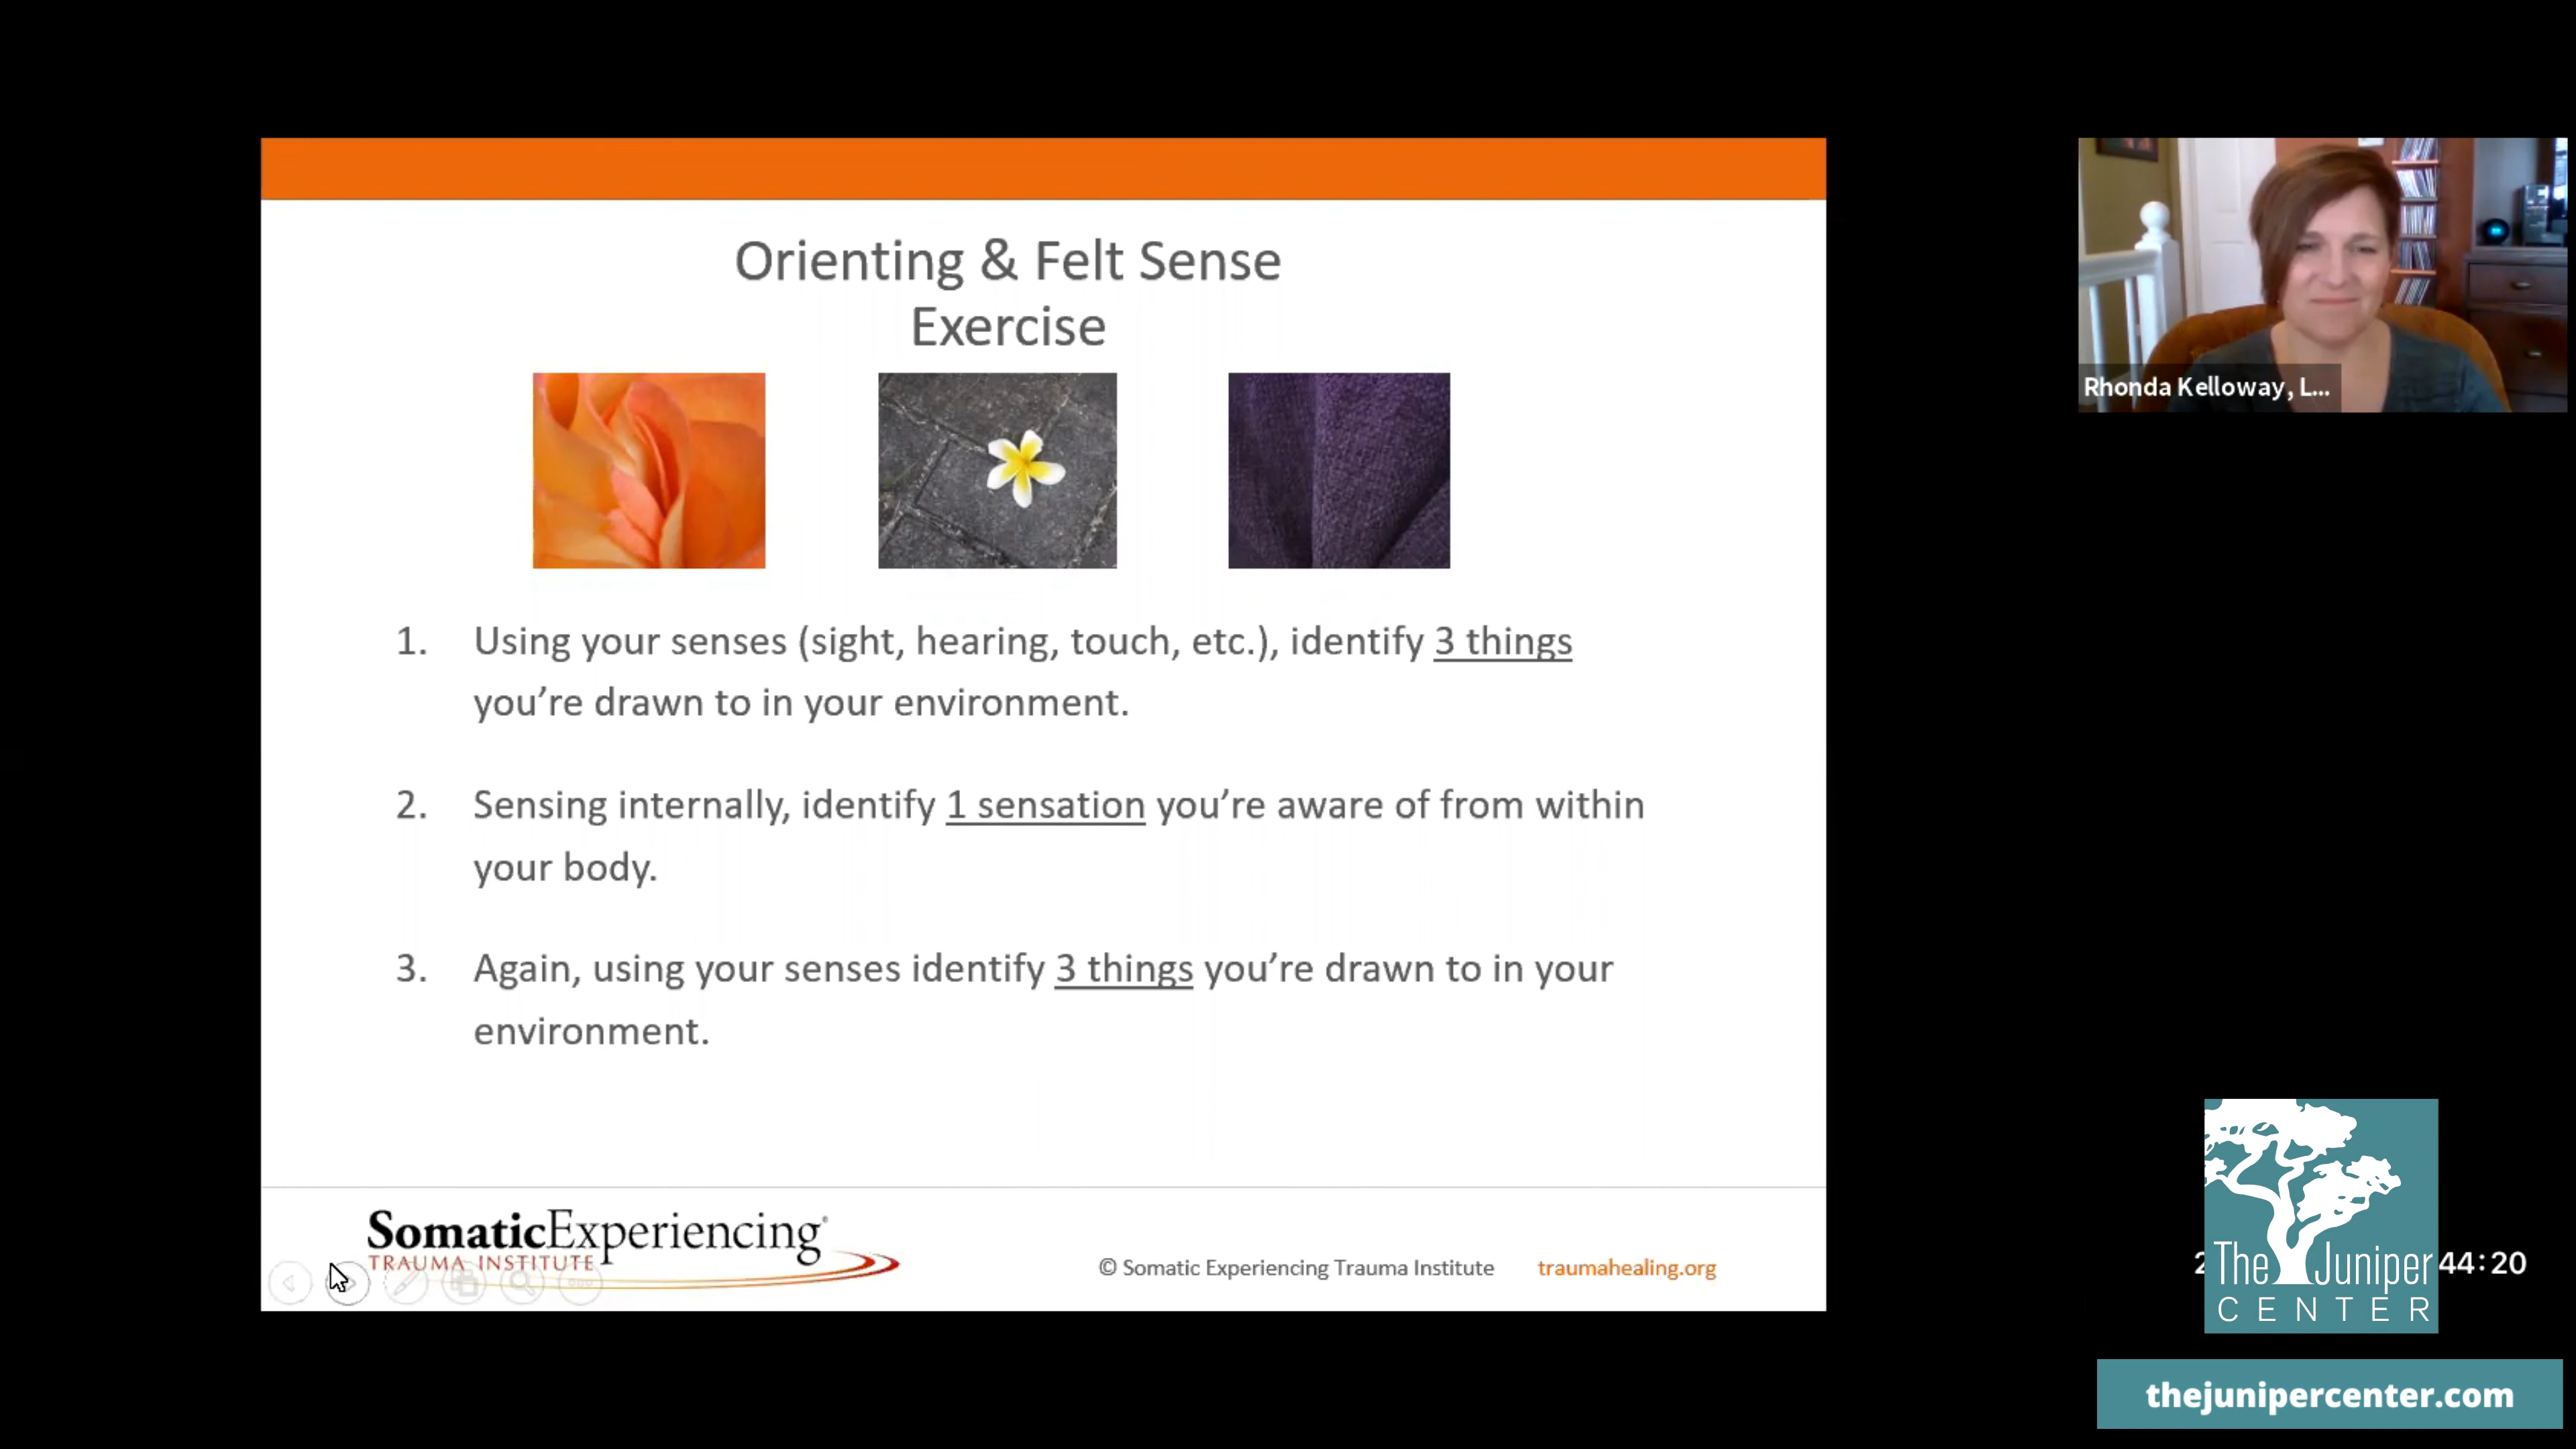 Orienting & Felt Sense
Exercise
1. Using your senses (sight, hearing, touch, etc.), identify 3 things
you’re drawn to in your environment.
2. Sensing internally, identify 1 sensation you’re aware of from within
your body.
3. Again, using your senses identify 3 things you’re drawn to in your
environment.
SomaticExperiencing®
TRAUMA INSTITUTE
© Somatic Experiencing Trauma Institute traumahealing.org
Rhonda Kelloway, L...
The Juniper
CENTER
44:20
thejunipercenter.com